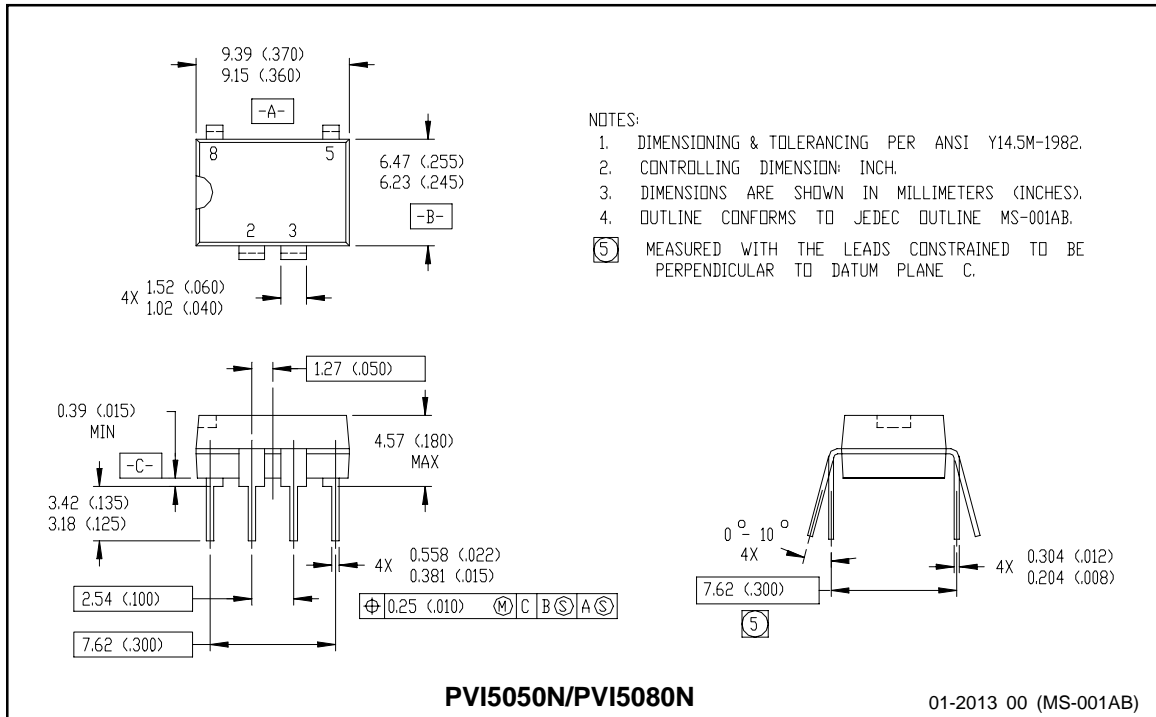 9.39 (.370)
9.15 (.360)
-A-
8 5
6.47 (.255)
6.23 (.245)
-B-
2 3
4X 1.52 (.060)
1.02 (.040)
NOTES:
1. DIMENSIONING & TOLERANCING PER ANSI Y14.5M-1982.
2. CONTROLLING DIMENSION: INCH.
3. DIMENSIONS ARE SHOWN IN MILLIMETERS (INCHES).
4. OUTLINE CONFORMS TO JEDEC OUTLINE MS-001AB.
5 MEASURED WITH THE LEADS CONSTRAINED TO BE
PERPENDICULAR TO DATUM PLANE C.
1.27 (.050)
0.39 (.015)
MIN
4.57 (.180)
MAX
-C-
3.42 (.135)
3.18 (.125)
4X 0.558 (.022)
0.381 (.015)
2.54 (.100)
⌖ 0.25 (.010) Ⓜ C B Ⓢ A Ⓢ
7.62 (.300)
0° - 10°
4X
4X 0.304 (.012)
0.204 (.008)
7.62 (.300)
5
PVI5050N/PVI5080N
01-2013 00 (MS-001AB)